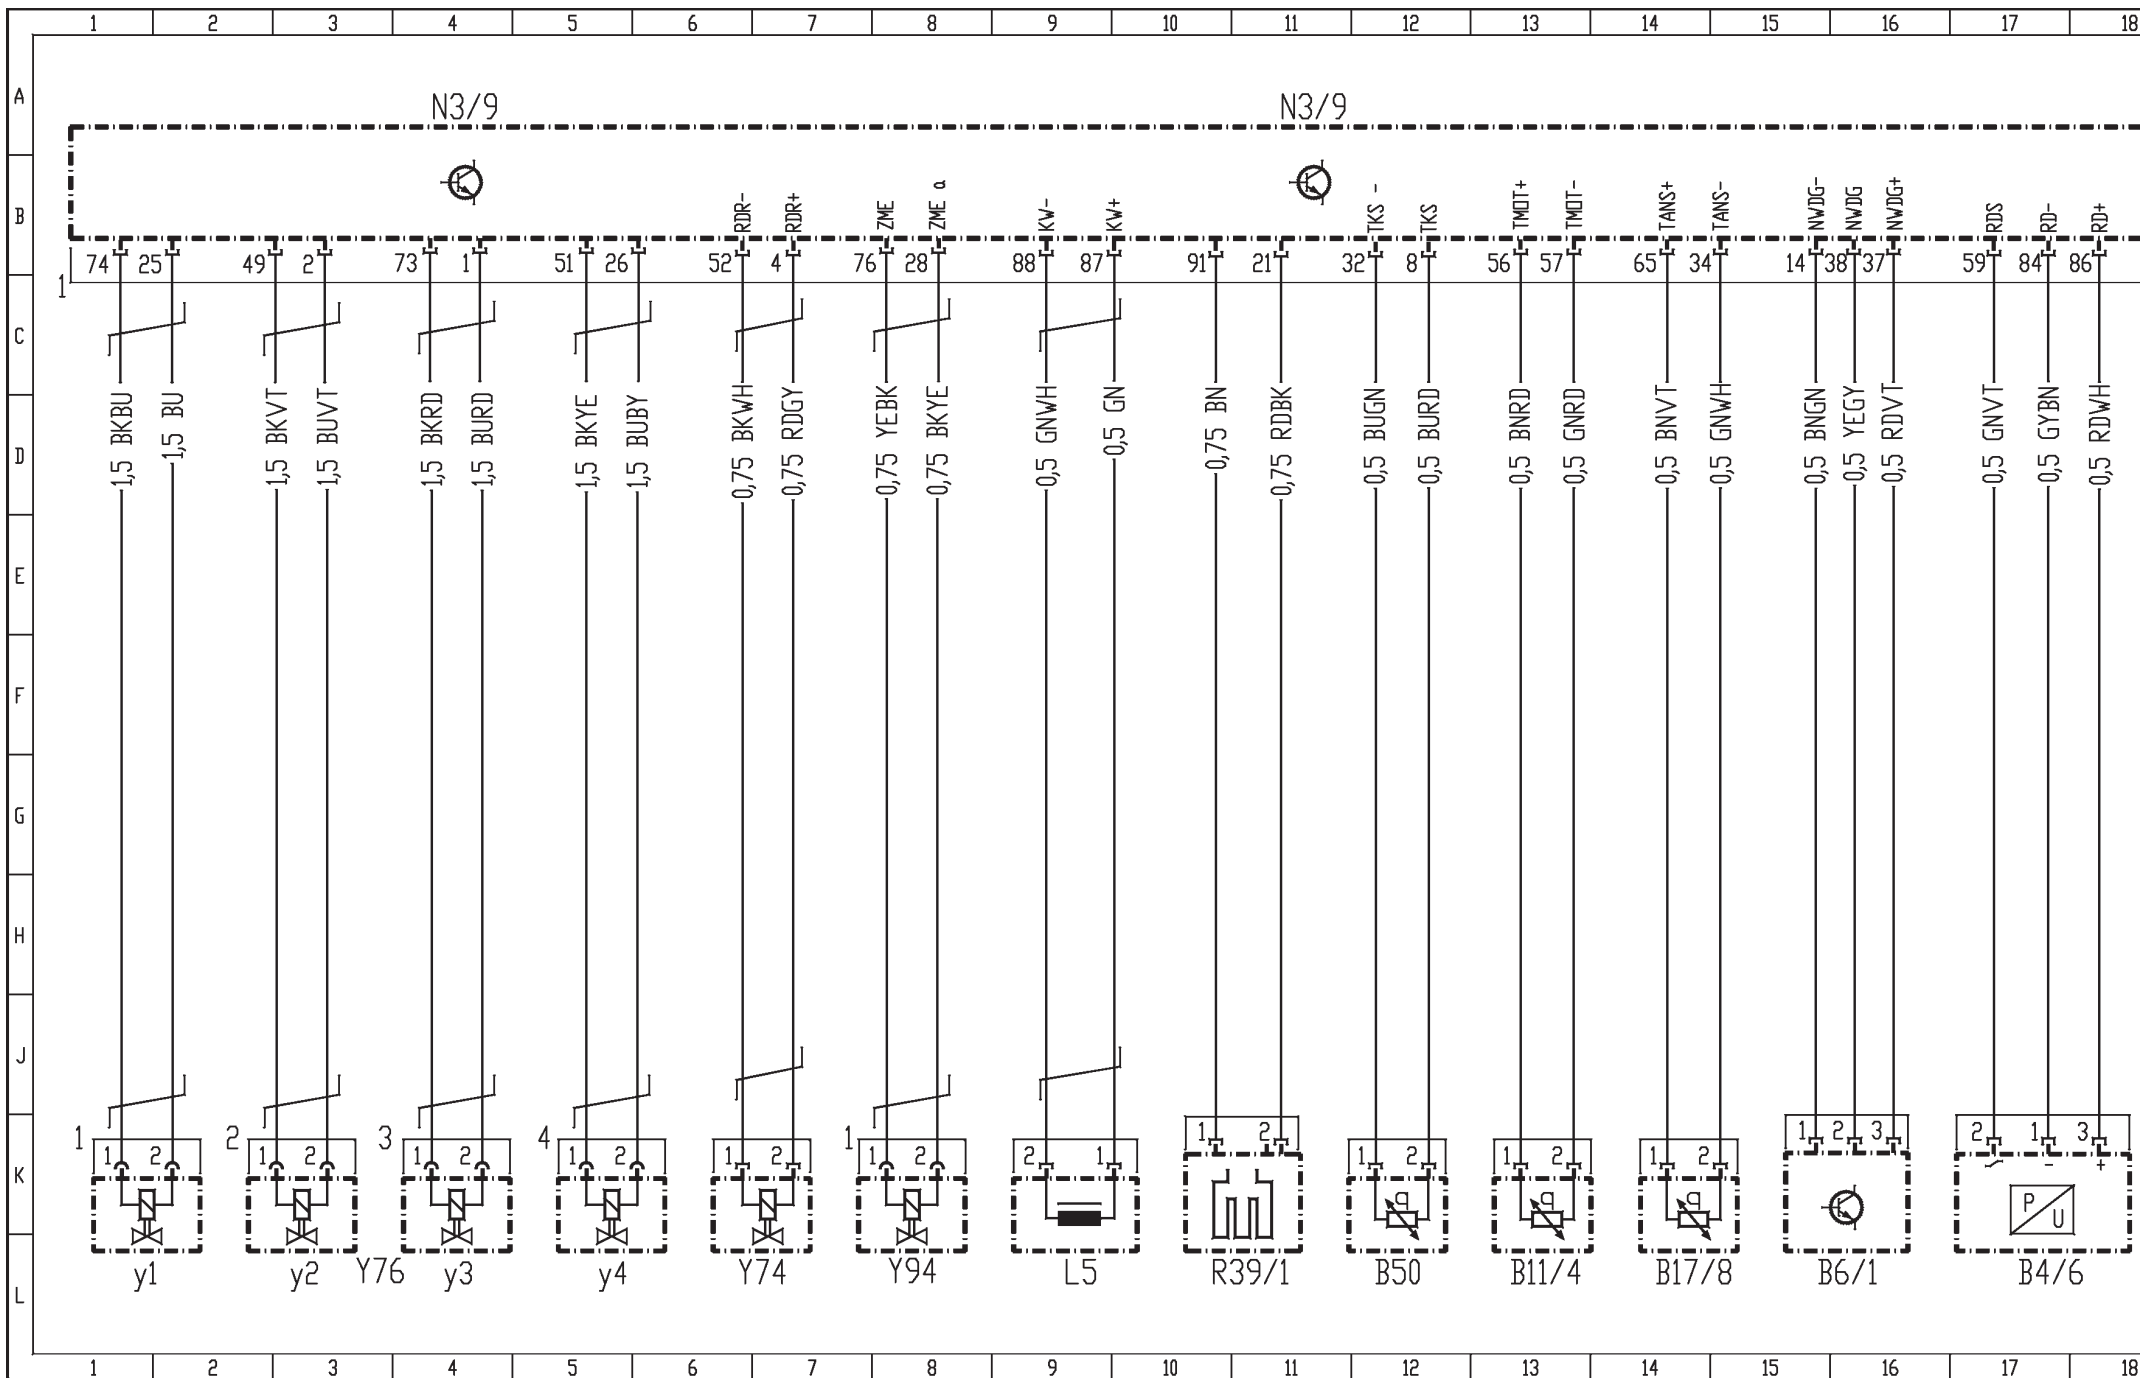 1 2 3 4 5 6 7 8 9 10 11 12 13 14 15 16 17 18
A
N3/9 N3/9
B
RDR- RDR+ ZME ZME a KW- KW+ TKS - TKS TMOT+ TMOT- TANS+ TANS- NWDG- NWDG NWDG+ RDS RD- RD+
74 25 49 2 73 1 51 26 52 4 76 28 88 87 91 21 32 8 56 57 65 34 14 38 37 59 84 86
1
C
1,5 BKBU 1,5 BU 1,5 BKVT 1,5 BUVT 1,5 BKRD 1,5 BURD 1,5 BKYE 1,5 BUBY 0,75 BKWH 0,75 RDGY 0,75 YEBK 0,75 BKYE 0,5 GNWH 0,5 GN 0,75 BN 0,75 RDBK 0,5 BUGN 0,5 BURD 0,5 BNRD 0,5 GNRD 0,5 BNVT 0,5 GNWH 0,5 BNGN 0,5 YEGY 0,5 RDVT 0,5 GNVT 0,5 GYBN 0,5 RDWH
D
E
F
G
H
J
1 2 3 4 1
1 2 1 2 1 2 1 2 1 2 1 2 2 1 1 2 1 2 1 2 1 2 1 2 3 2 1 3
K
- +
q q q P U
y1 y2 Y76 y3 y4 Y74 Y94 L5 R39/1 B50 B11/4 B17/8 B6/1 B4/6
L
1 2 3 4 5 6 7 8 9 10 11 12 13 14 15 16 17 18